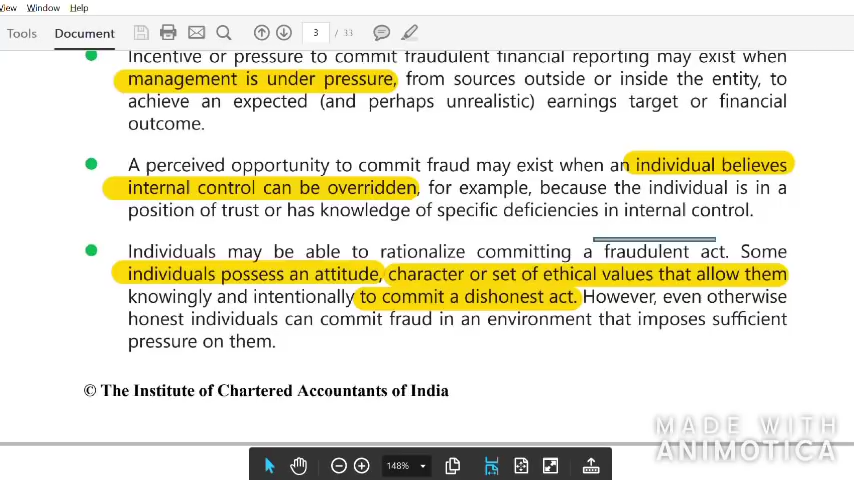 View Window Help
Tools Document 3 / 33
Incentive or pressure to commit fraudulent financial reporting may exist when
management is under pressure, from sources outside or inside the entity, to
achieve an expected (and perhaps unrealistic) earnings target or financial
outcome.
A perceived opportunity to commit fraud may exist when an individual believes
internal control can be overridden, for example, because the individual is in a
position of trust or has knowledge of specific deficiencies in internal control.
Individuals may be able to rationalize committing a fraudulent act. Some
individuals possess an attitude, character or set of ethical values that allow them
knowingly and intentionally to commit a dishonest act. However, even otherwise
honest individuals can commit fraud in an environment that imposes sufficient
pressure on them.
© The Institute of Chartered Accountants of India
MADE WITH
ANIMOTICA
148%